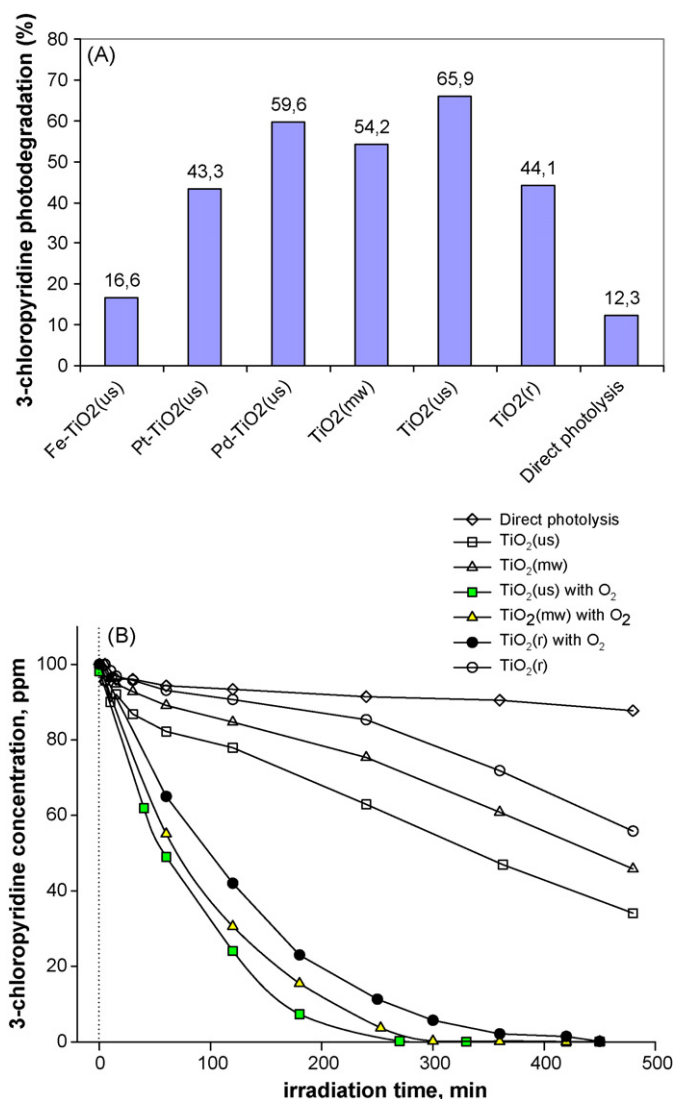 (A)
3-chloropyridine photodegradation (%)
80
70
60
50
40
30
20
10
0
16,6
43,3
59,6
54,2
65,9
44,1
12,3
Fe-TiO2(us)
Pt-TiO2(us)
Pd-TiO2(us)
TiO2(mw)
TiO2(us)
TiO2(r)
Direct photolysis
Direct photolysis
TiO₂(us)
TiO₂(mw)
TiO₂(us) with O₂
TiO₂(mw) with O₂
TiO₂(r) with O₂
TiO₂(r)
(B)
3-chloropyridine concentration, ppm
100
80
60
40
20
0
0
100
200
300
400
500
irradiation time, min